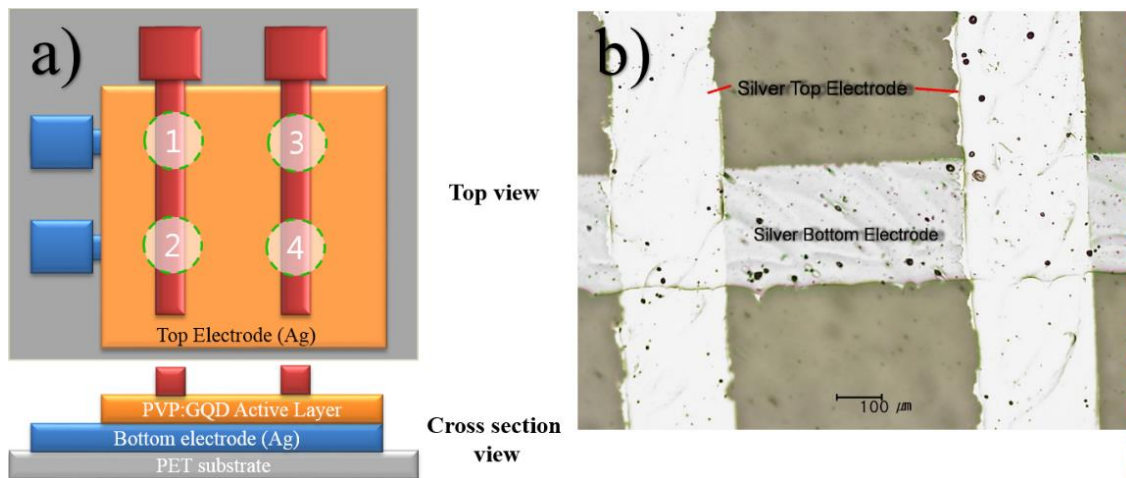 a)
1
3
2
4
Top Electrode (Ag)
Top view
PVP:GQD Active Layer
Bottom electrode (Ag)
PET substrate
Cross section
view
b)
Silver Top Electrode
Silver Bottom Electrode
100 μm